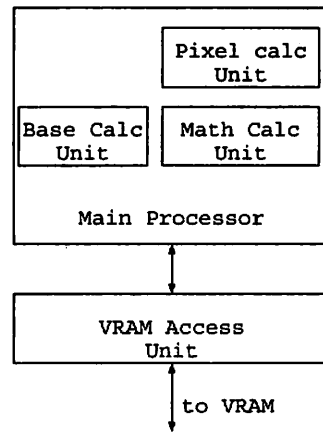 Pixel calc
Unit
Base Calc
Unit
Math Calc
Unit
Main Processor
VRAM Access
Unit
to VRAM